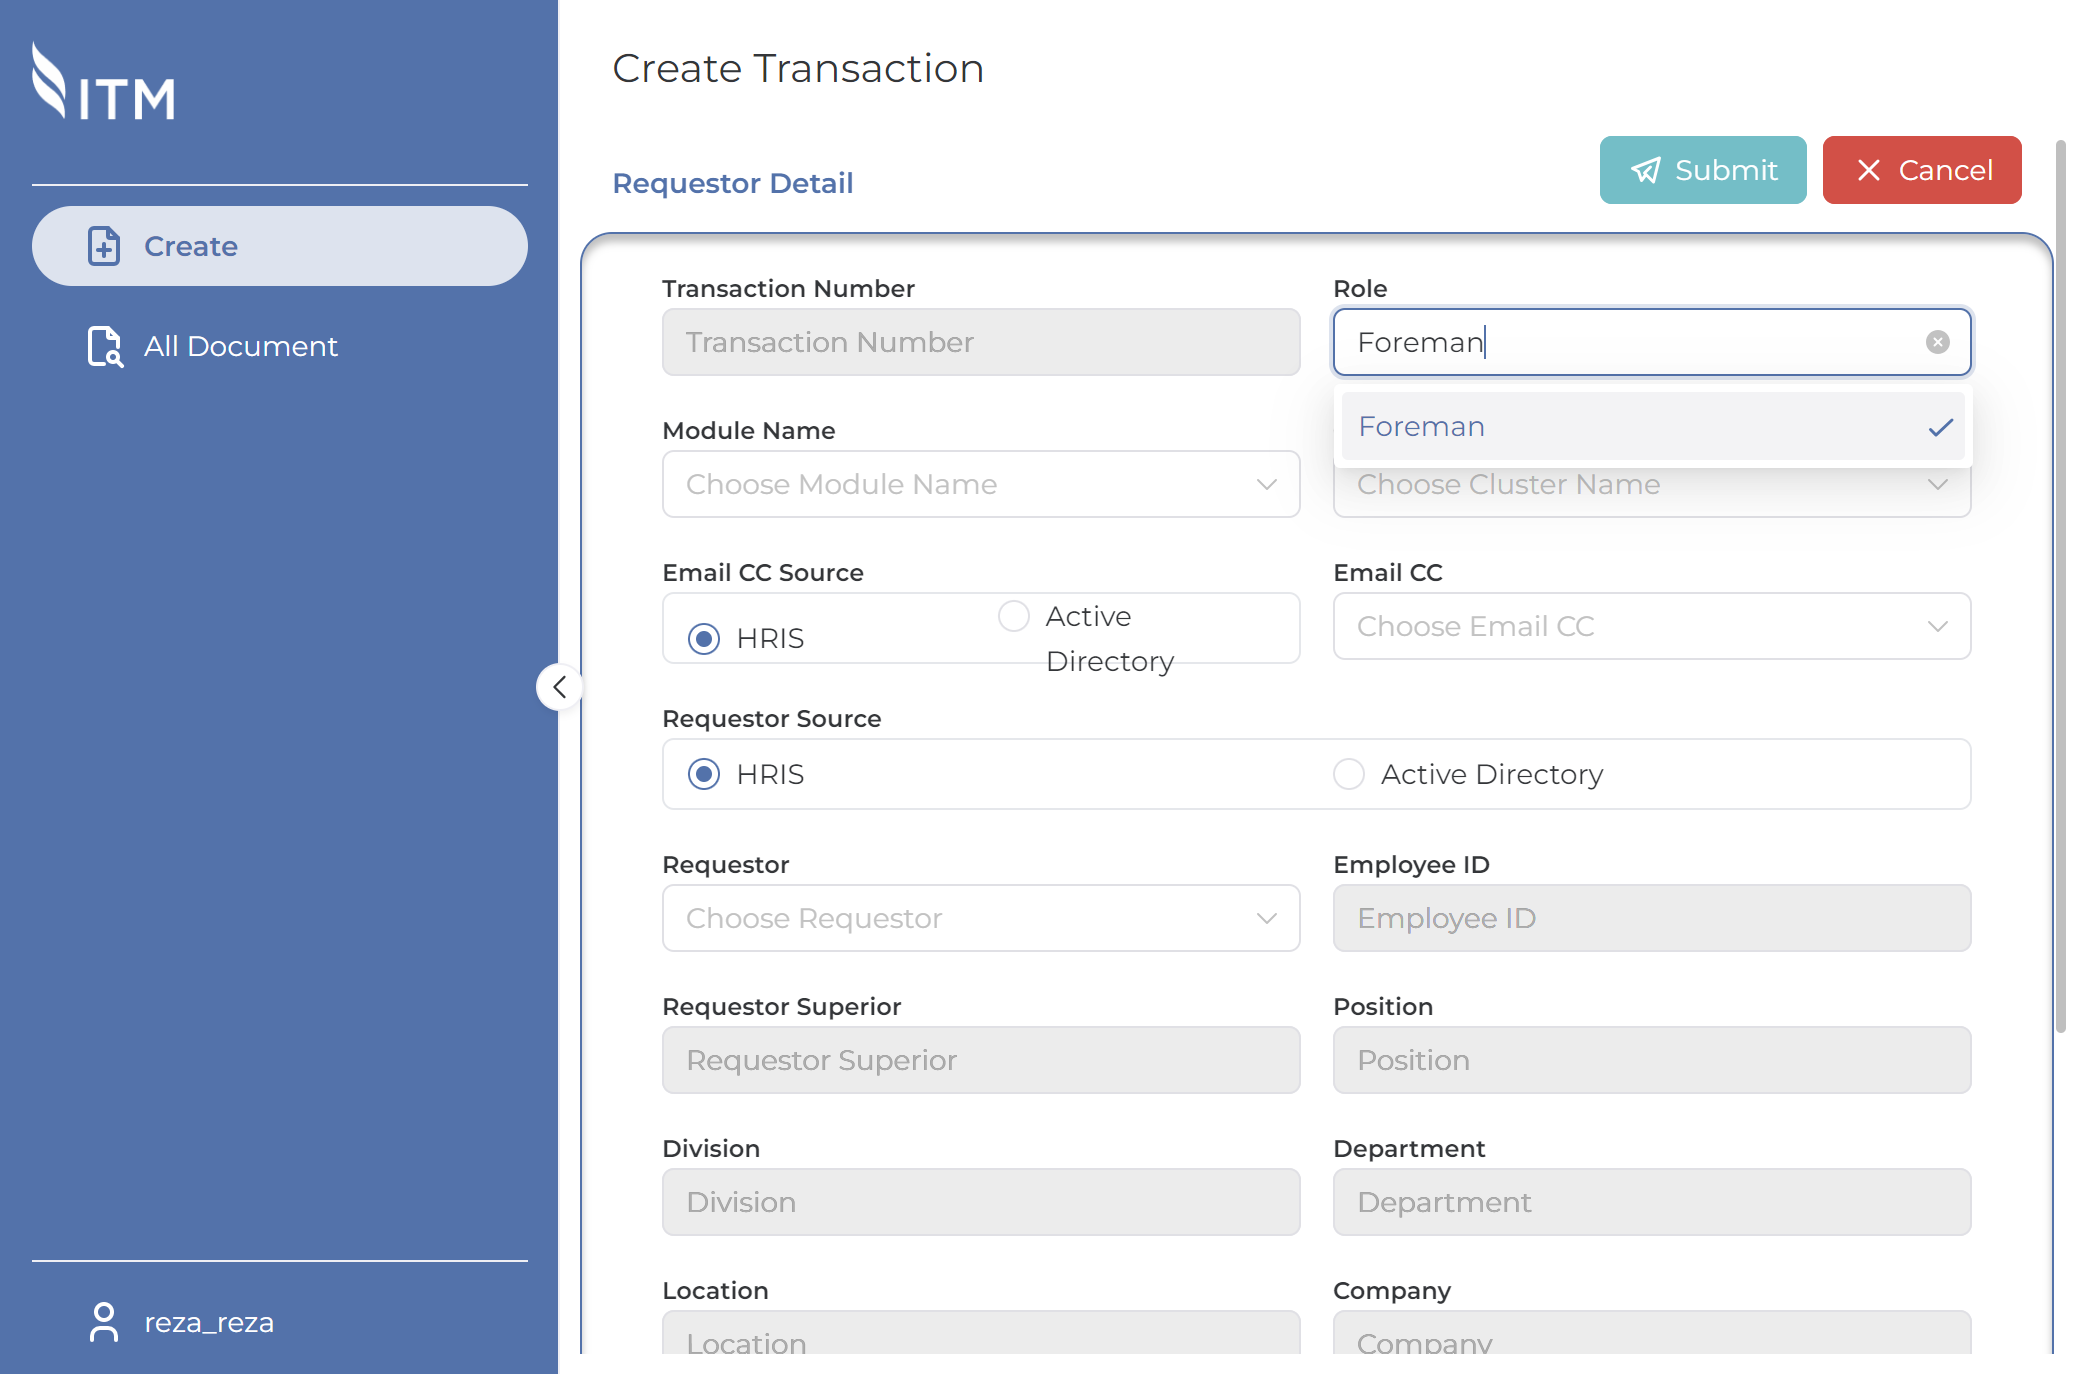 ITM
Create
All Document
reza_reza
Create Transaction
Requestor Detail
Submit
Cancel
Transaction Number
Transaction Number
Role
Foreman
Foreman
Module Name
Choose Module Name
Choose Cluster Name
Email CC Source
HRIS
Active
Directory
Email CC
Choose Email CC
Requestor Source
HRIS
Active Directory
Requestor
Choose Requestor
Employee ID
Employee ID
Requestor Superior
Requestor Superior
Position
Position
Division
Division
Department
Department
Location
Location
Company
Company